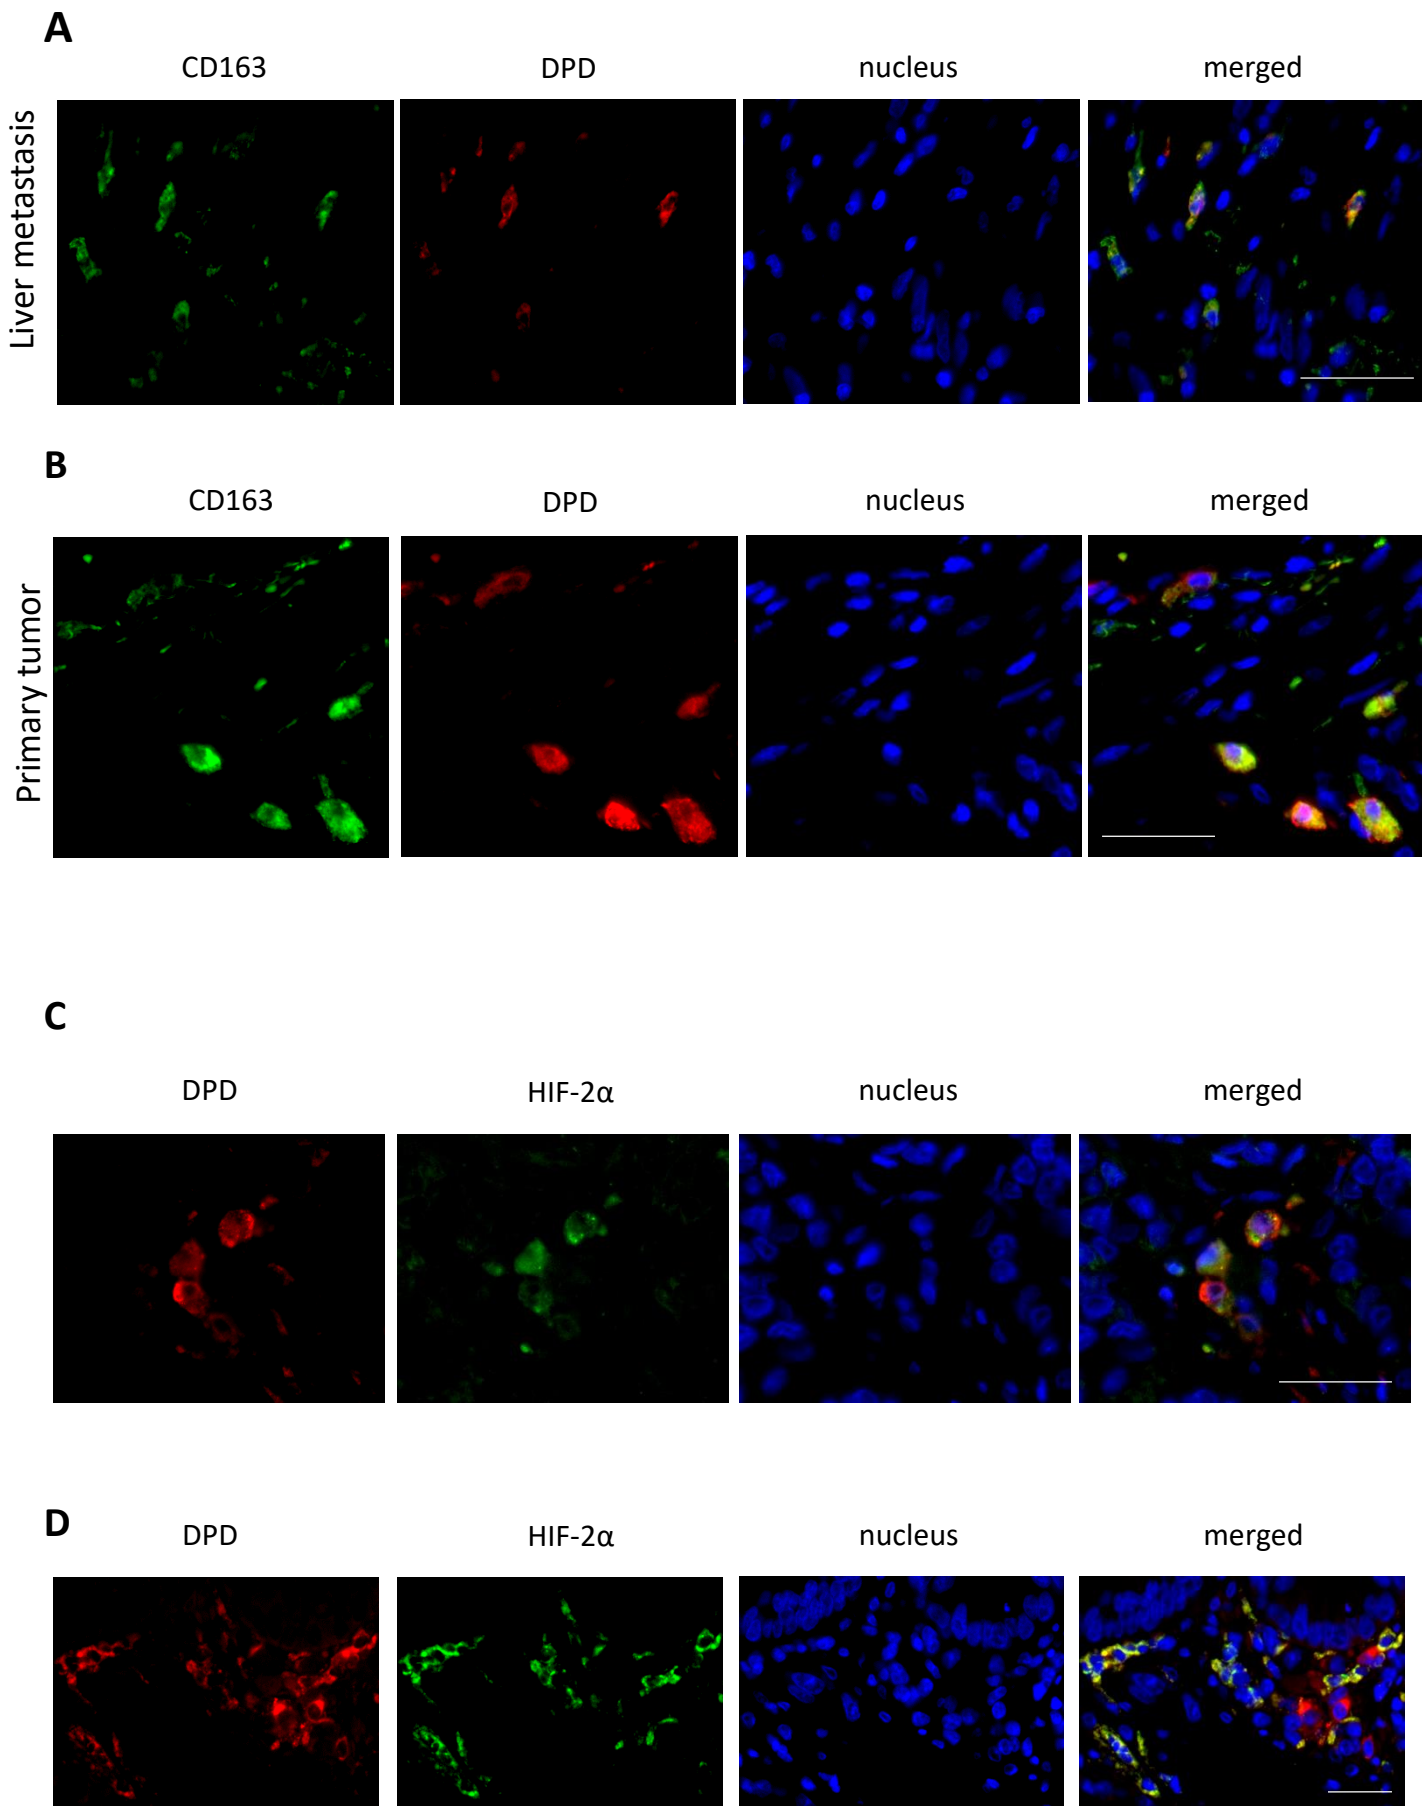 A
CD163 DPD nucleus merged
Liver metastasis
B
CD163 DPD nucleus merged
Primary tumor
C
DPD HIF-2α nucleus merged
D
DPD HIF-2α nucleus merged